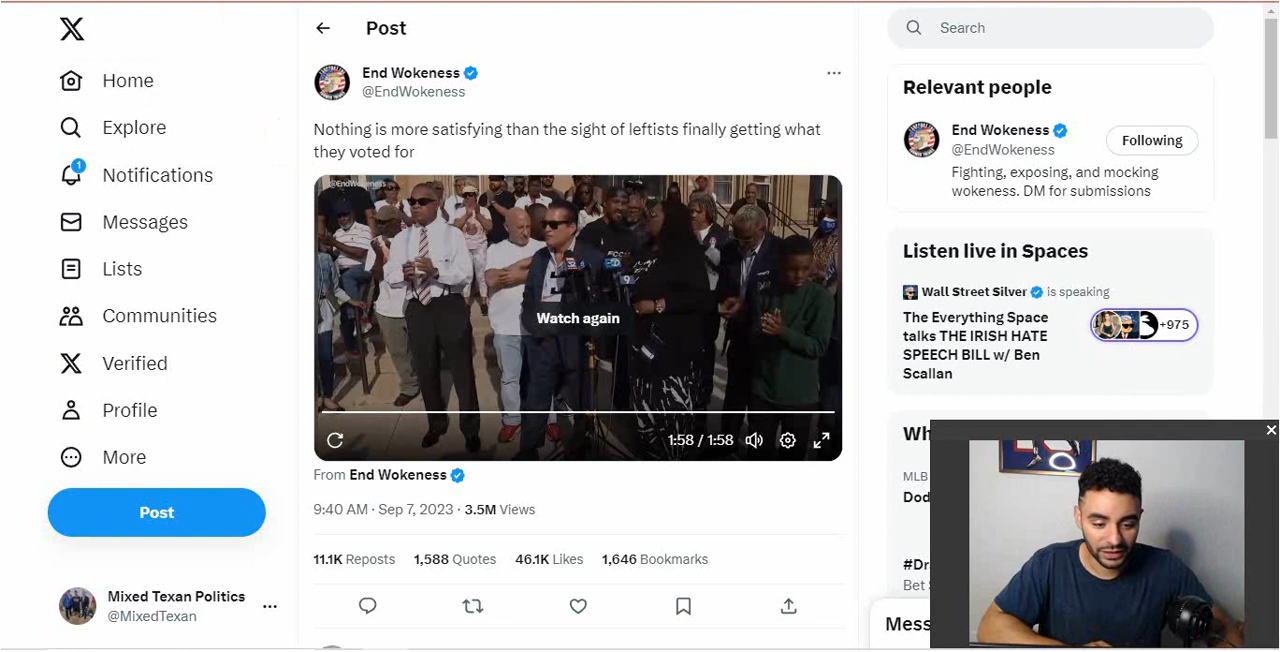 Home
Explore
1
Notifications
Messages
Lists
Communities
Verified
Profile
More
Post
Mixed Texan Politics
@MixedTexan
Post
End Wokeness
@EndWokeness
Nothing is more satisfying than the sight of leftists finally getting what
they voted for
@EndWokeness
Watch again
1:58 / 1:58
From End Wokeness
9:40 AM · Sep 7, 2023 · 3.5M Views
11.1K Reposts 1,588 Quotes 46.1K Likes 1,646 Bookmarks
Search
Relevant people
End Wokeness
@EndWokeness
Following
Fighting, exposing, and mocking
wokeness. DM for submissions
Listen live in Spaces
Wall Street Silver is speaking
The Everything Space
talks THE IRISH HATE
SPEECH BILL w/ Ben
Scallan
+975
Wh
MLB
Dod
#Dr
Bet
Mess